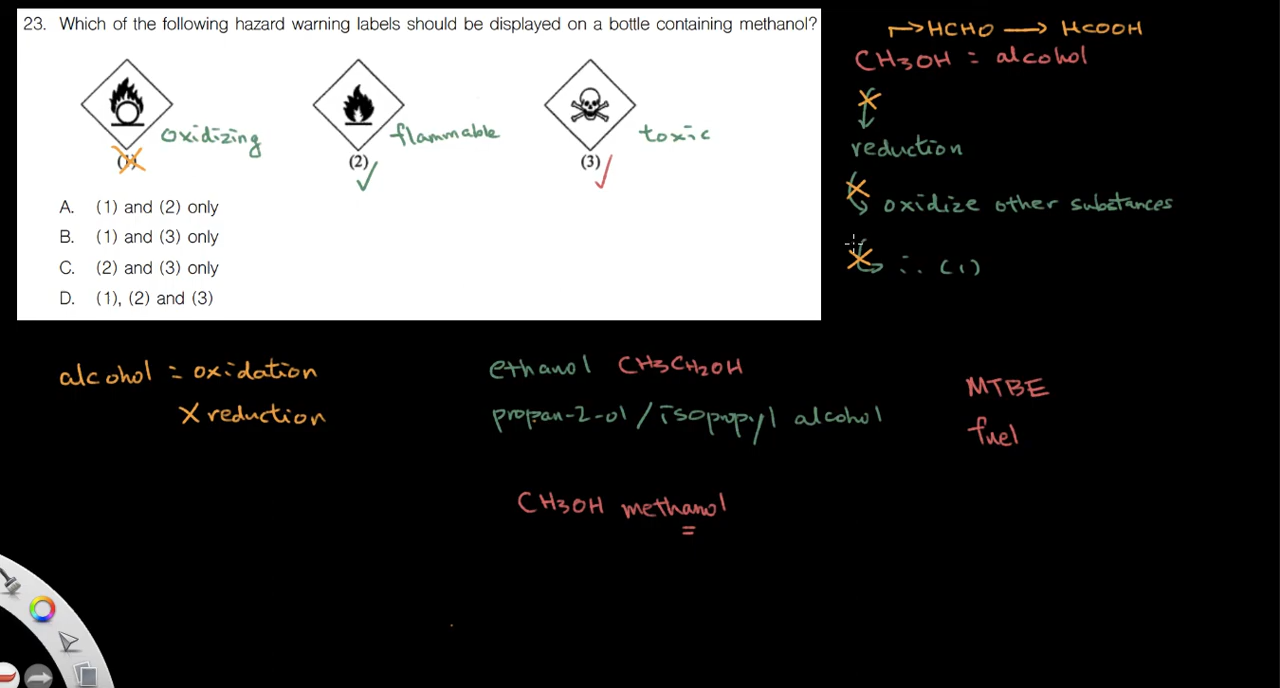 23. Which of the following hazard warning labels should be displayed on a bottle containing methanol?
oxidizing
flammable
toxic
(1)
(2)
(3)
A. (1) and (2) only
B. (1) and (3) only
C. (2) and (3) only
D. (1), (2) and (3)
HCHO → HCOOH
CH3OH = alcohol
reduction
oxidize other substances
∴ (1)
alcohol = oxidation
X reduction
ethanol CH3CH2OH
propan-2-ol / isopropyl alcohol
MTBE
fuel
CH3OH methanol